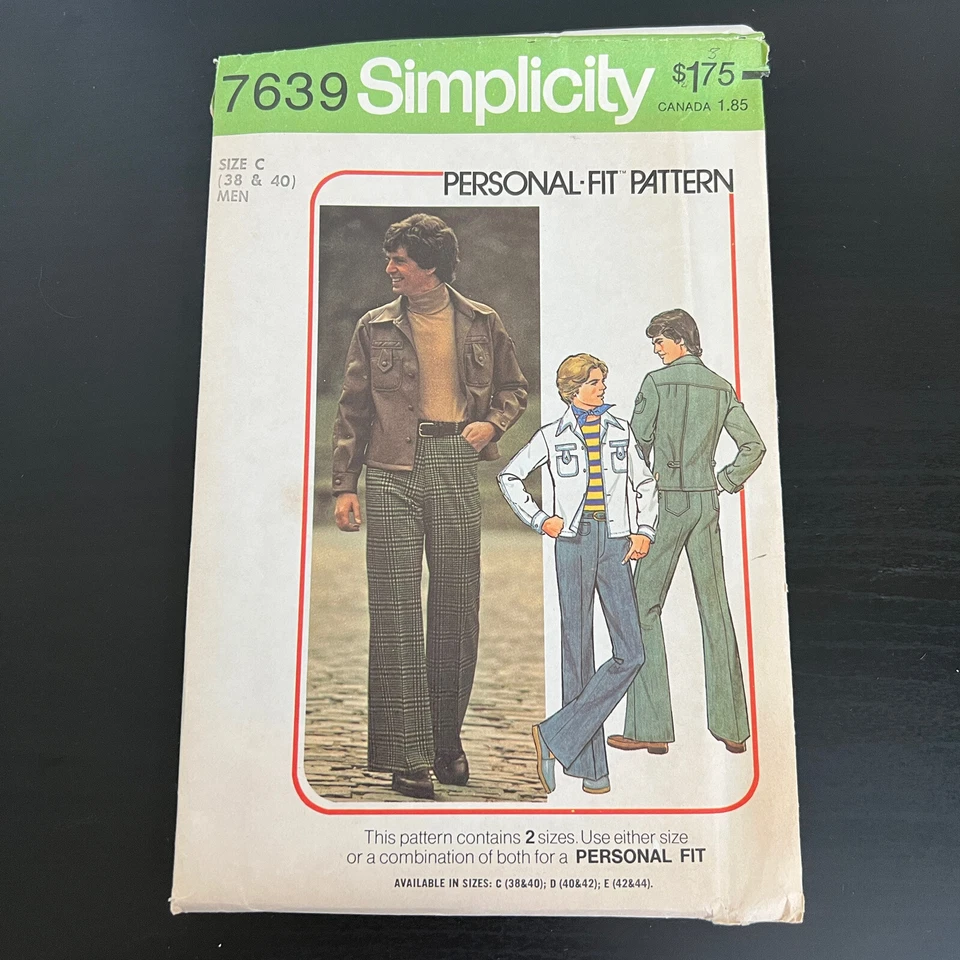 7639 Simplicity $1.75
CANADA 1.85
SIZE C
(38 & 40)
MEN
PERSONAL·FIT™ PATTERN
This pattern contains 2 sizes. Use either size
or a combination of both for a PERSONAL FIT
AVAILABLE IN SIZES: C (38&40); D (40&42); E (42&44).